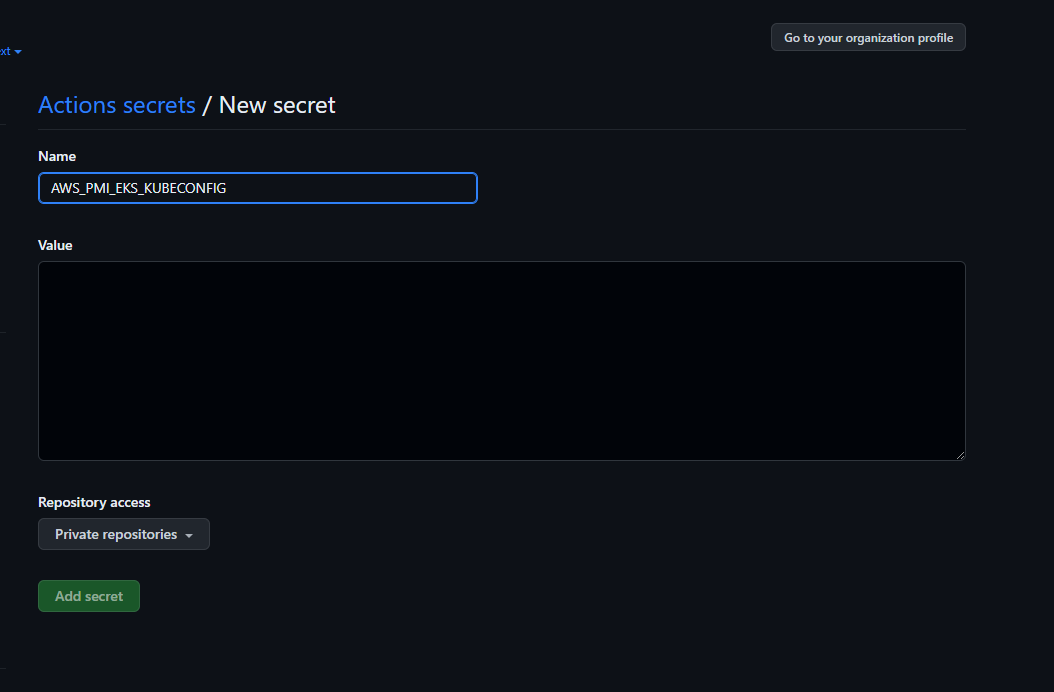 Go to your organization profile
xt
Actions secrets / New secret
Name
AWS_PMI_EKS_KUBECONFIG
Value
Repository access
Private repositories
Add secret